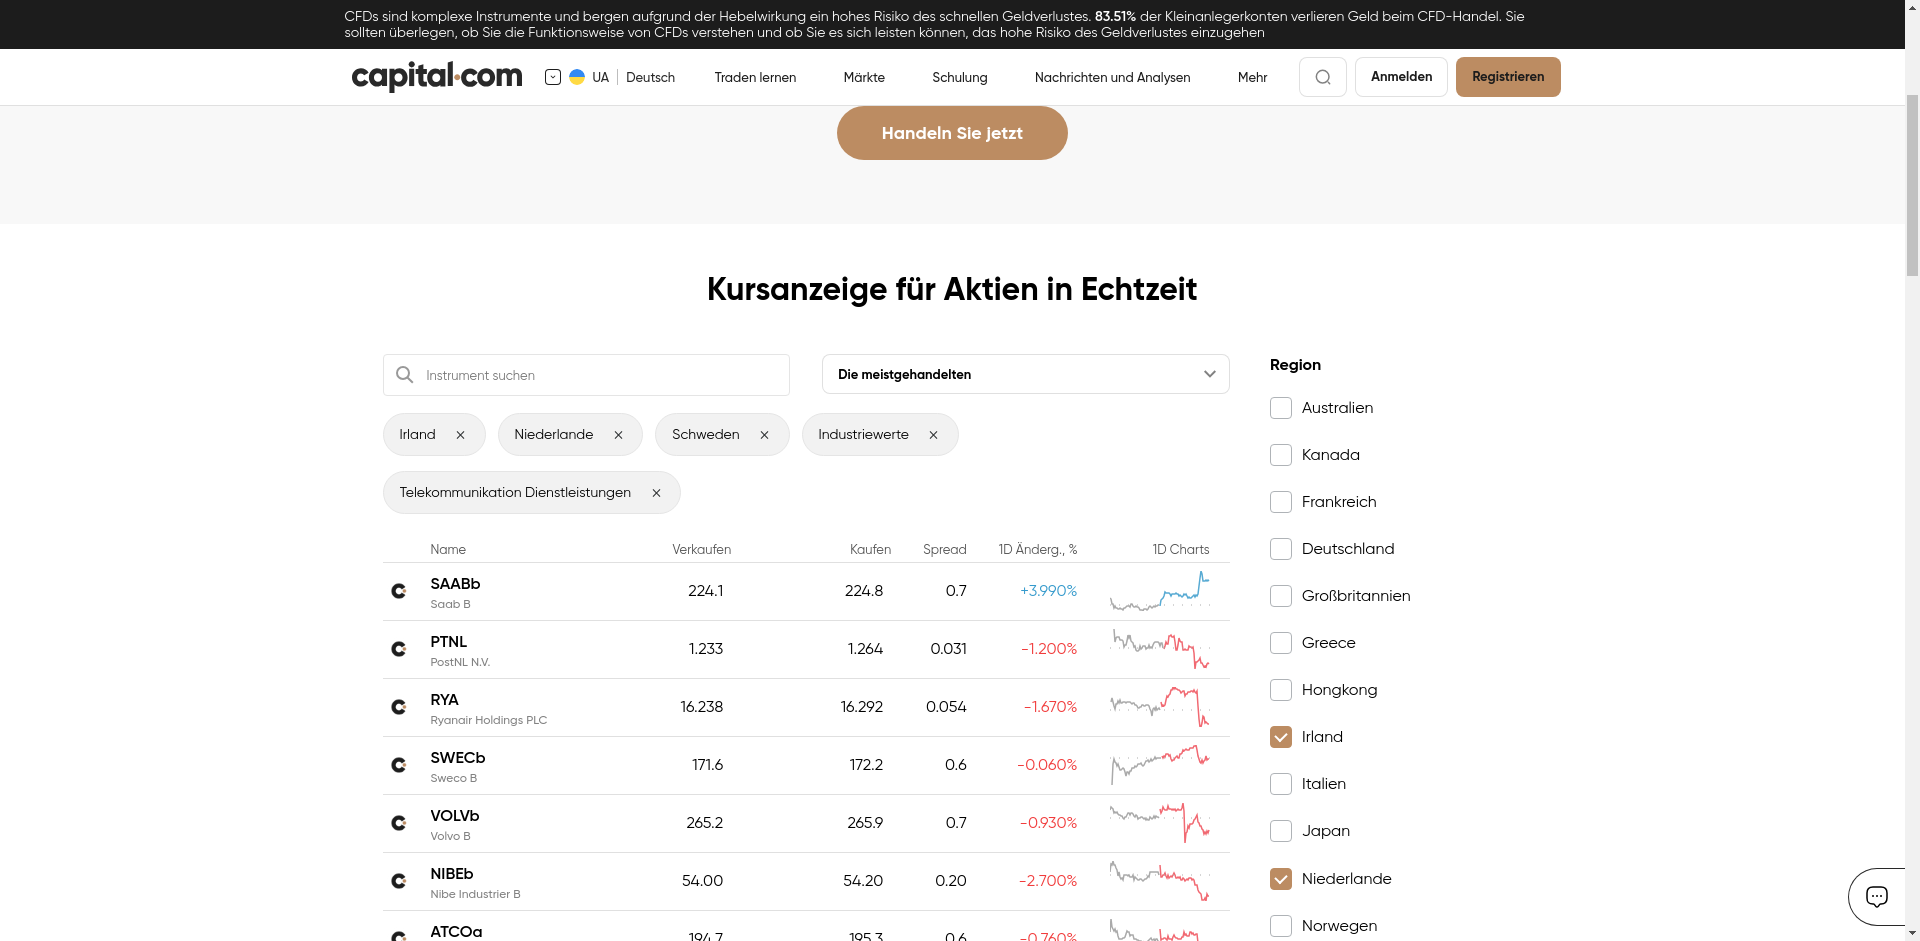 CFDs sind komplexe Instrumente und bergen aufgrund der Hebelwirkung ein hohes Risiko des schnellen Geldverlustes. 83.51% der Kleinanlegerkonten verlieren Geld beim CFD-Handel. Sie
sollten überlegen, ob Sie die Funktionsweise von CFDs verstehen und ob Sie es sich leisten können, das hohe Risiko des Geldverlustes einzugehen
capital.com UA Deutsch Traden lernen Märkte Schulung Nachrichten und Analysen Mehr Anmelden Registrieren
Handeln Sie jetzt
Kursanzeige für Aktien in Echtzeit
Instrument suchen
Die meistgehandelten
Irland Niederlande Schweden Industriewerte
Telekommunikation Dienstleistungen
Name Verkaufen Kaufen Spread 1D Änderg., % 1D Charts
SAABb 224.1 224.8 0.7 +3.990%
Saab B
PTNL 1.233 1.264 0.031 -1.200%
PostNL N.V.
RYA 16.238 16.292 0.054 -1.670%
Ryanair Holdings PLC
SWECb 171.6 172.2 0.6 -0.060%
Sweco B
VOLVb 265.2 265.9 0.7 -0.930%
Volvo B
NIBEb 54.00 54.20 0.20 -2.700%
Nibe Industrier B
ATCOa 194.7 195.3 0.6 -0.760%
Region
Australien
Kanada
Frankreich
Deutschland
Großbritannien
Greece
Hongkong
Irland
Italien
Japan
Niederlande
Norwegen